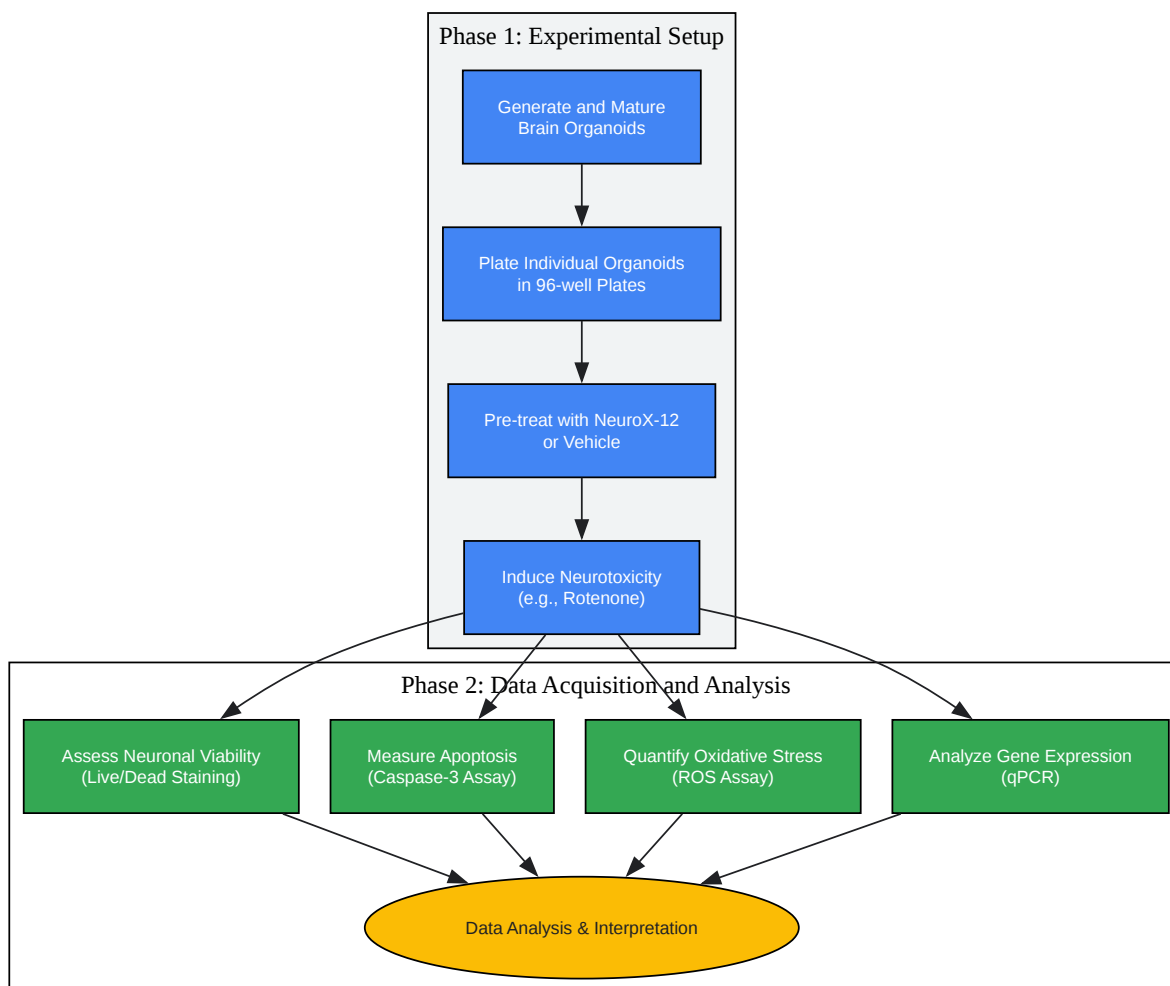 Phase 1: Experimental Setup
Generate and Mature
Brain Organoids
Plate Individual Organoids
in 96-well Plates
Pre-treat with NeuroX-12
or Vehicle
Induce Neurotoxicity
(e.g., Rotenone)
Phase 2: Data Acquisition and Analysis
Assess Neuronal Viability
(Live/Dead Staining)
Measure Apoptosis
(Caspase-3 Assay)
Quantify Oxidative Stress
(ROS Assay)
Analyze Gene Expression
(qPCR)
Data Analysis & Interpretation